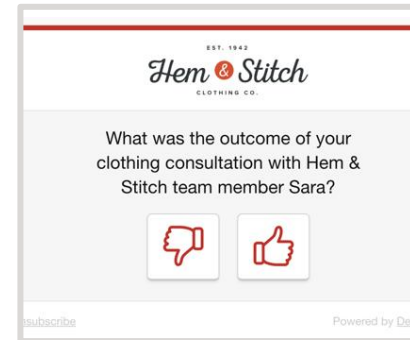 EST. 1942
Hem & Stitch
CLOTHING CO.
What was the outcome of your
clothing consultation with Hem &
Stitch team member Sara?
Powered by